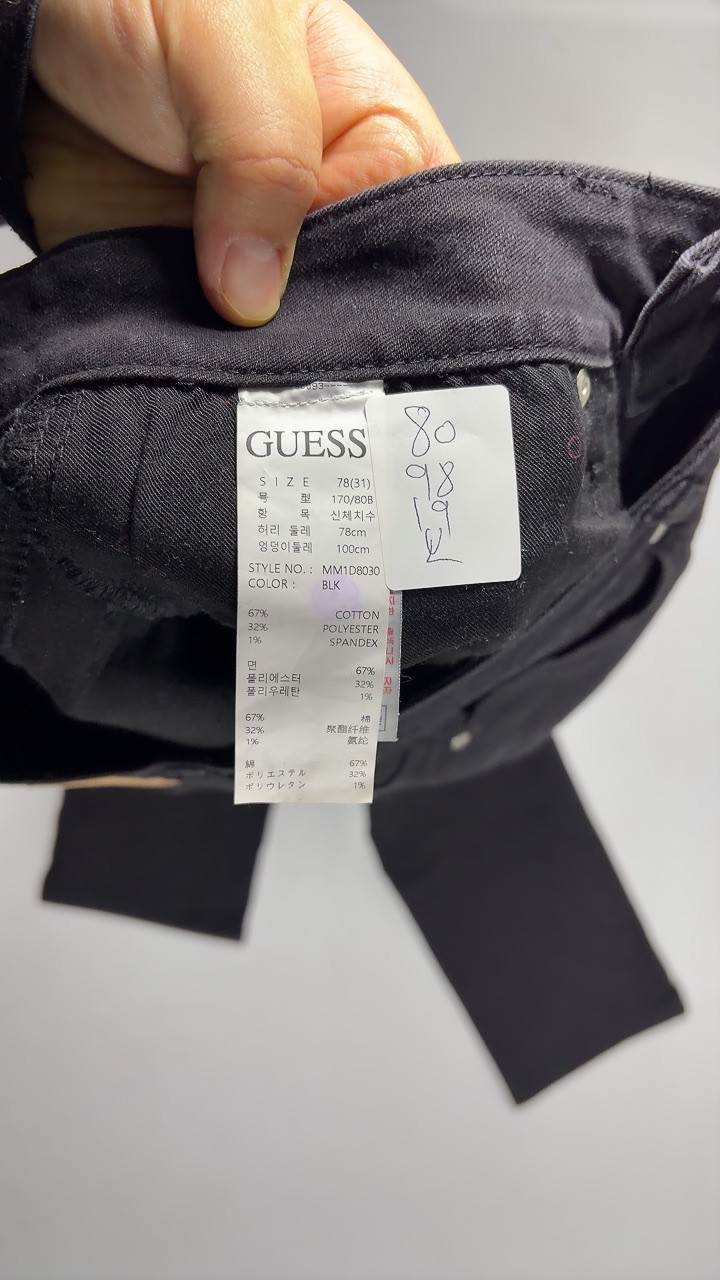 GUESS
SIZE 78(31)
号 型 170/80B
항 목 신체치수
허리 둘레 78cm
엉덩이둘레 100cm
STYLE NO. : MM1D8030
COLOR : BLK
67% COTTON
32% POLYESTER
1% SPANDEX
면 67%
폴리에스터 32%
폴리우레탄 1%
67% 棉
32% 聚酯纤维
1% 氨纶
綿 67%
ポリエステル 32%
ポリウレタン 1%
80
98
19